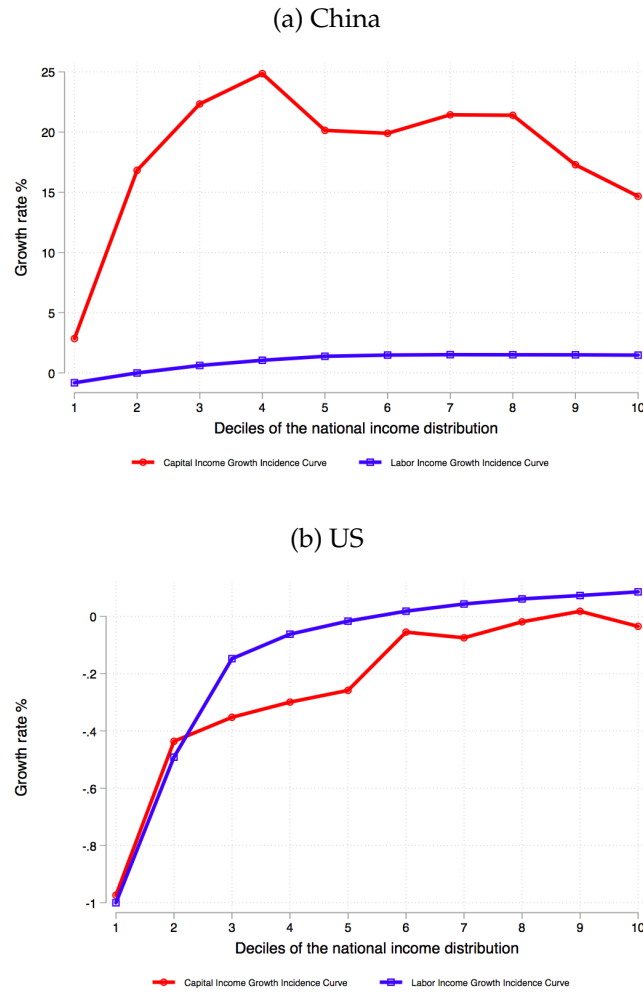 (a) China
25
20
15
10
5
0
Growth rate %
1 2 3 4 5 6 7 8 9 10
Deciles of the national income distribution
Capital Income Growth Incidence Curve Labor Income Growth Incidence Curve
(b) US
0
-.2
-.4
-.6
-.8
-1
Growth rate %
1 2 3 4 5 6 7 8 9 10
Deciles of the national income distribution
Capital Income Growth Incidence Curve Labor Income Growth Incidence Curve